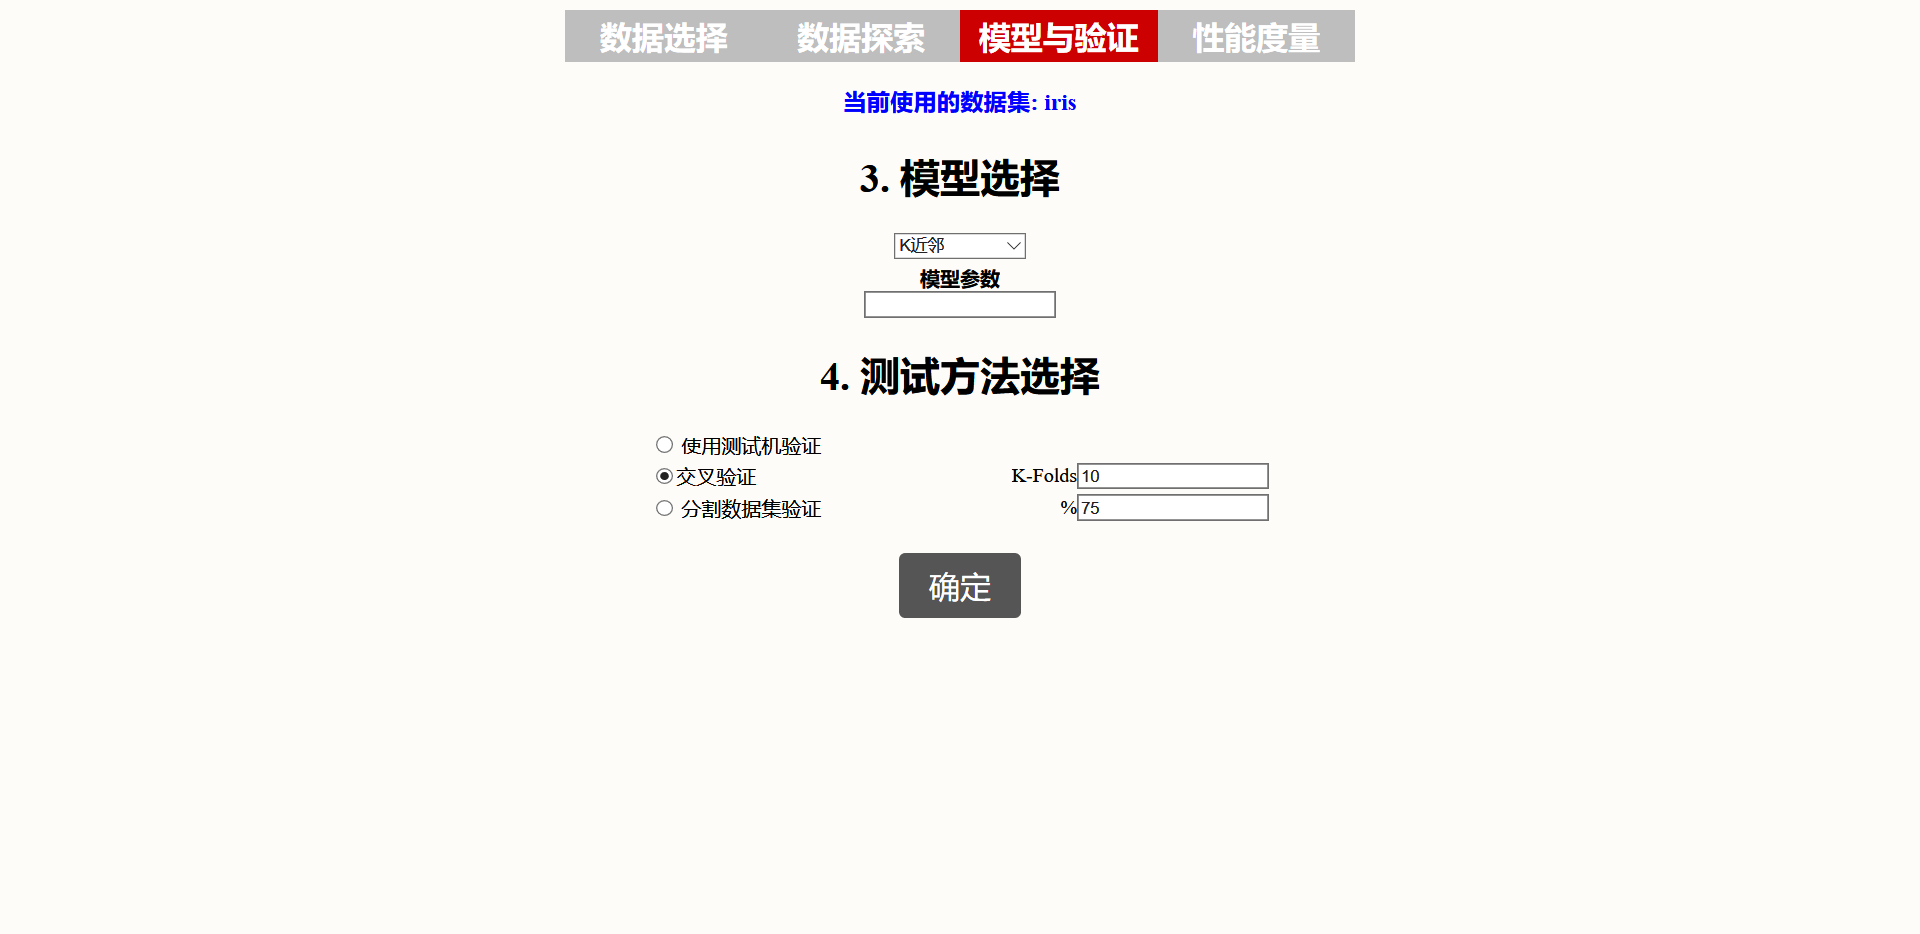 数据选择 数据探索 模型与验证 性能度量
当前使用的数据集: iris
3. 模型选择
K近邻
模型参数
4. 测试方法选择
使用测试机验证
交叉验证 K-Folds 10
分割数据集验证 % 75
确定